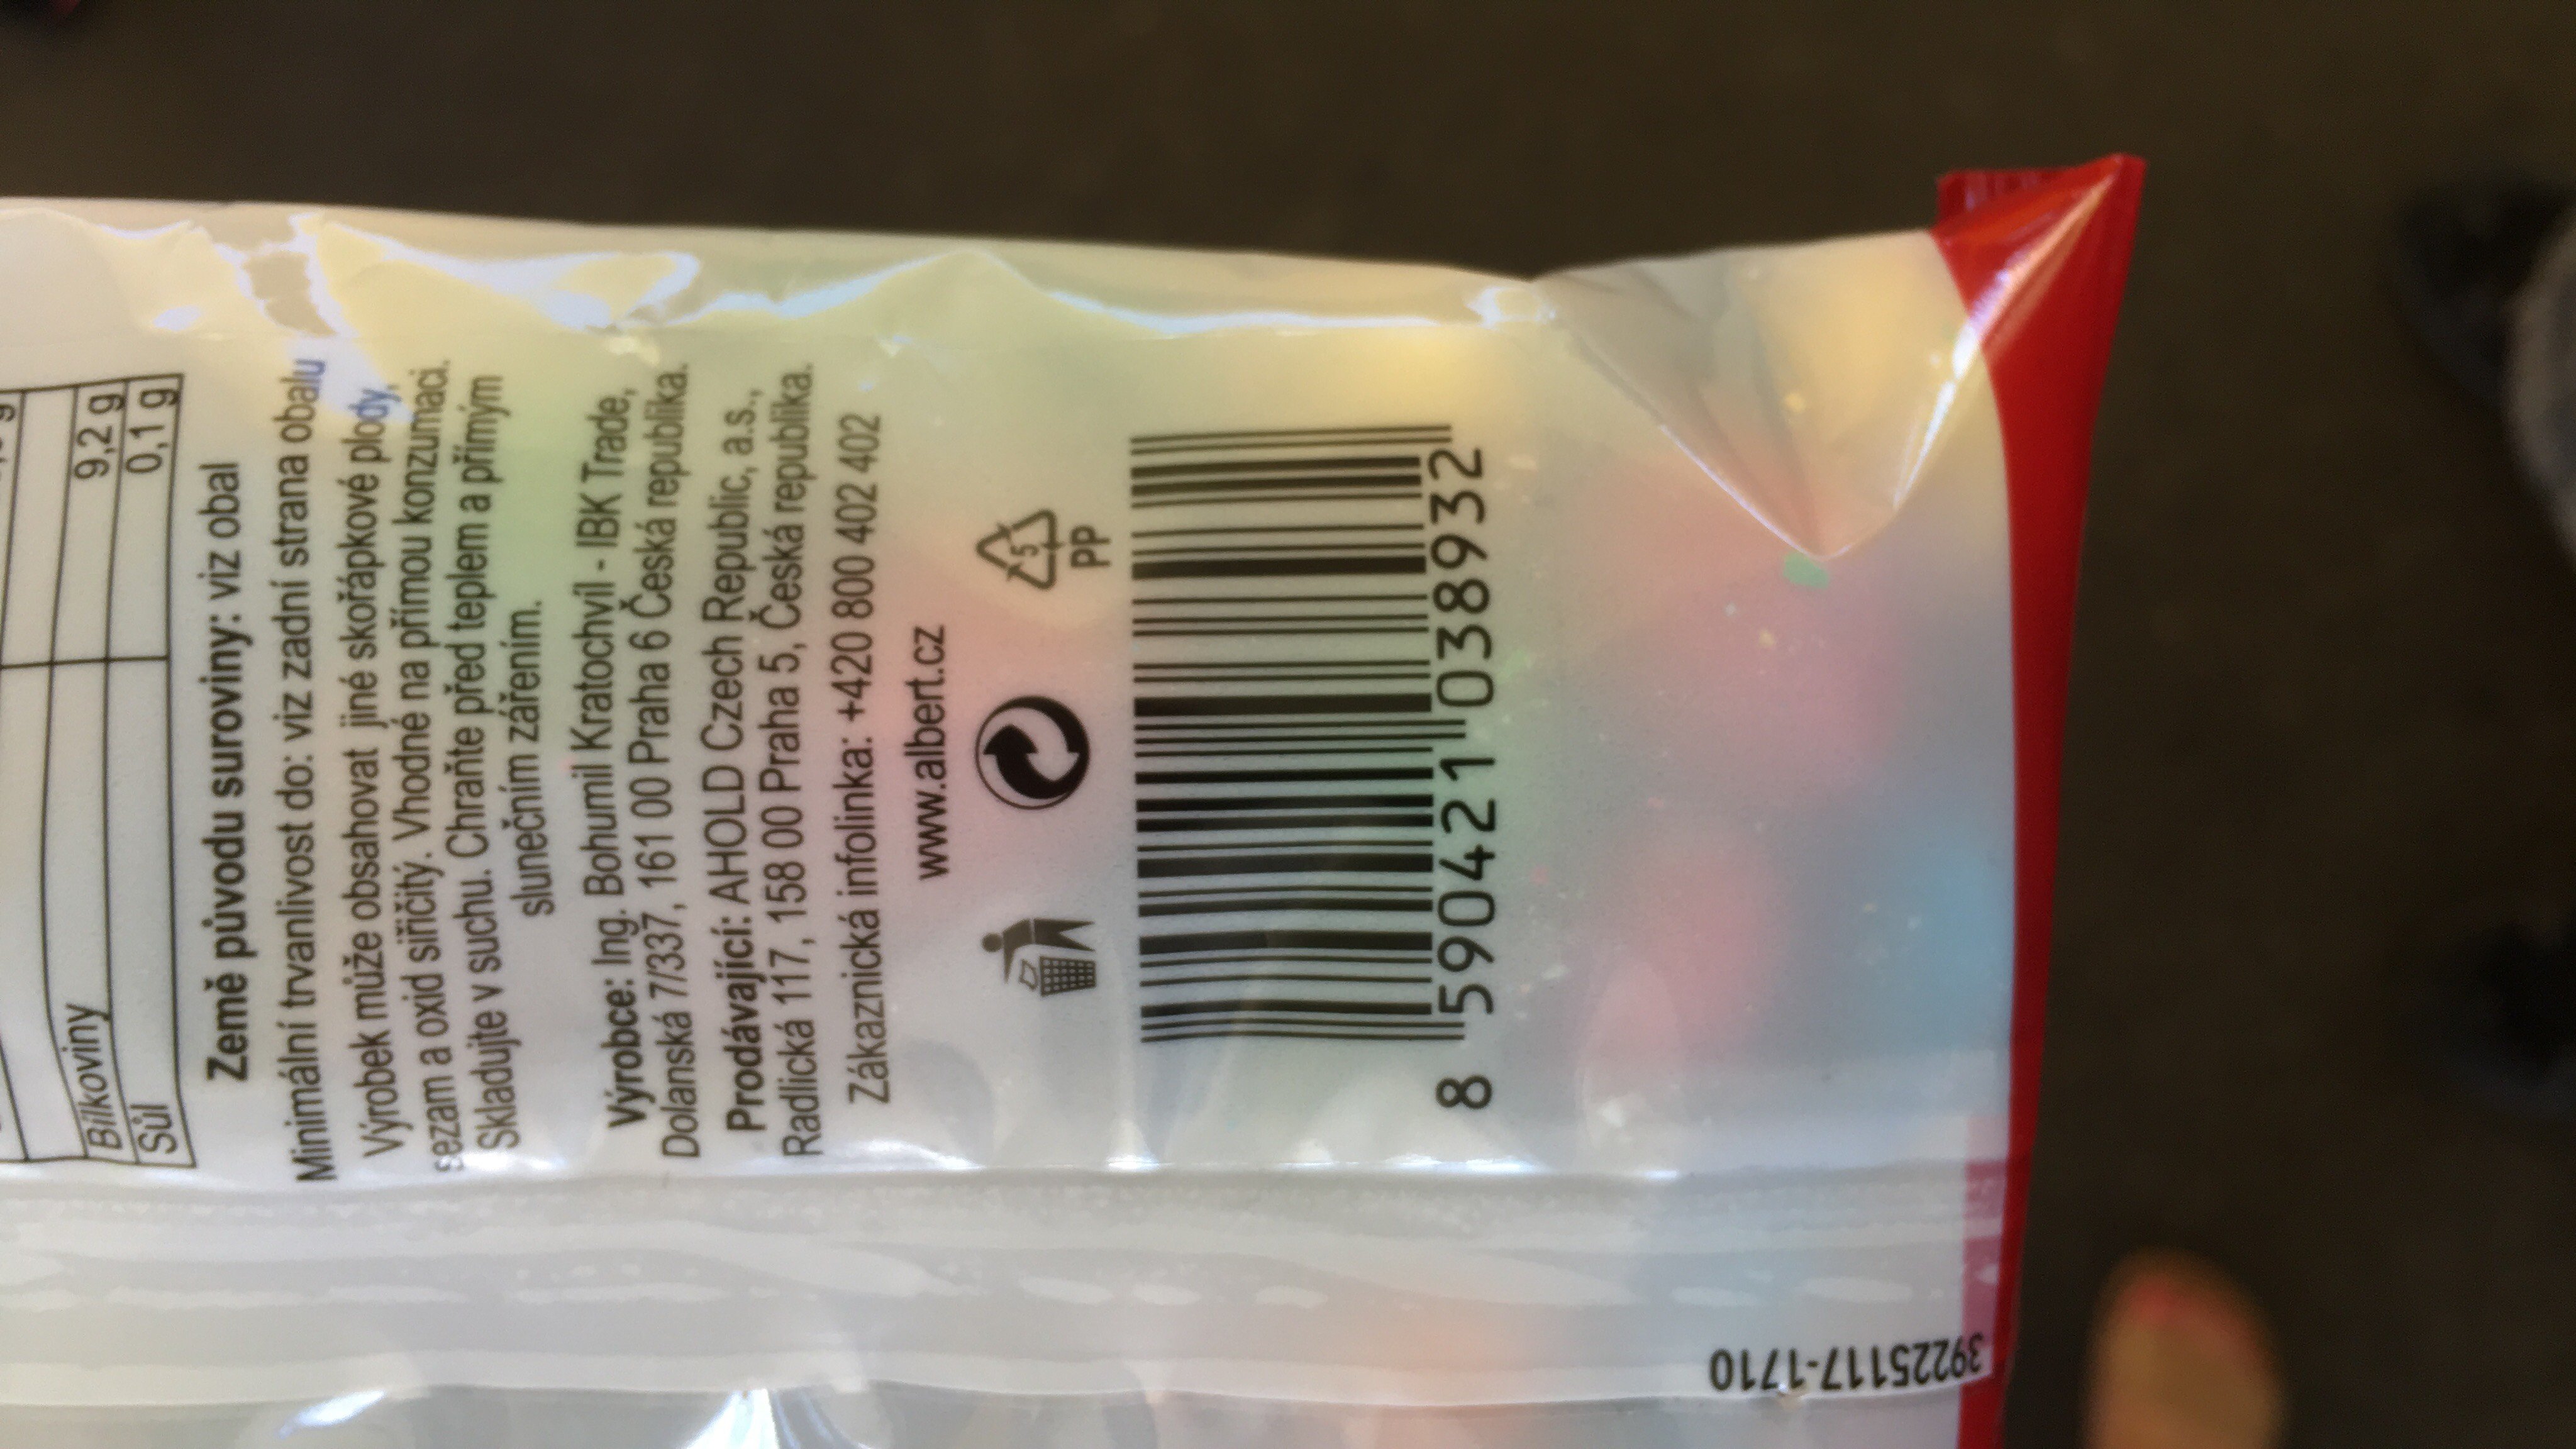 Bílkoviny 9,2 g
Sůl 0,1 g
Země původu suroviny: viz obal
Minimální trvanlivost do: viz zadní strana obalu
Výrobek může obsahovat jiné skořápkové plody,
sezam a oxid siřičitý. Vhodné na přímou konzumaci.
Skladujte v suchu. Chraňte před teplem a přímým
slunečním zářením.
Výrobce: Ing. Bohumil Kratochvíl - IBK Trade,
Dolanská 7/337, 161 00 Praha 6 Česká republika.
Prodávající: AHOLD Czech Republic, a.s.,
Radlická 117, 158 00 Praha 5, Česká republika.
Zákaznická infolinka: +420 800 402 402
www.albert.cz
5
PP
8 590421 038932
39225117-1710